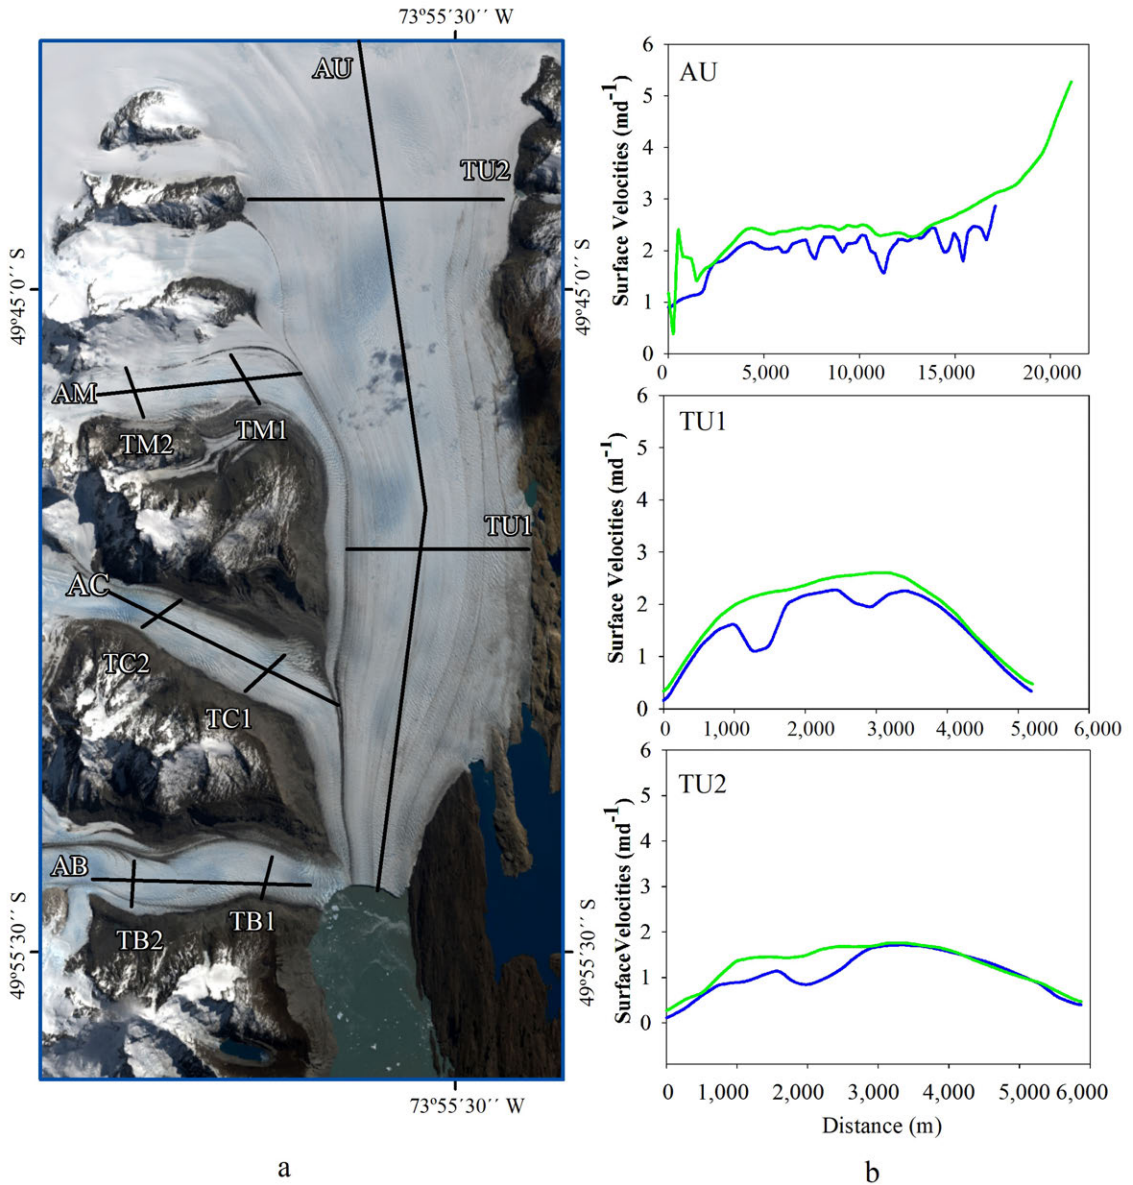 73º55´30´´ W
AU
TU2
49º45´0´´ S
49º45´0´´ S
AM
TM2
TM1
TU1
AC
TC2
TC1
AB
TB2
TB1
49º55´30´´ S
49º55´30´´ S
73º55´30´´ W
a
AU
Surface Velocities (md⁻¹)
6
5
4
3
2
1
0
0
5,000
10,000
15,000
20,000
TU1
Surface Velocities (md⁻¹)
6
5
4
3
2
1
0
0
1,000
2,000
3,000
4,000
5,000
6,000
TU2
SurfaceVelocities (md⁻¹)
6
5
4
3
2
1
0
0
1,000
2,000
3,000
4,000
5,000
6,000
Distance (m)
b